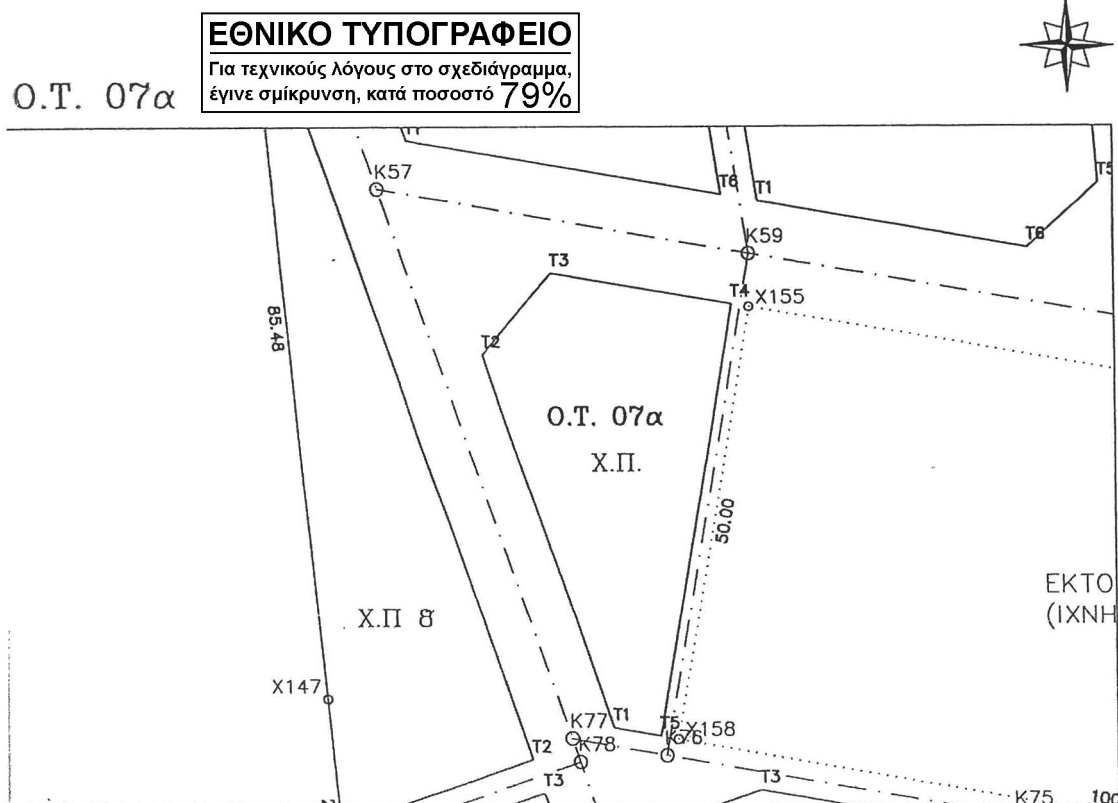 ΕΘΝΙΚΟ ΤΥΠΟΓΡΑΦΕΙΟ
Για τεχνικούς λόγους στο σχεδιάγραμμα,
έγινε σμίκρυνση, κατά ποσοστό 79%
Ο.Τ. 07α
K57
T6
T1
T5
K59
T6
T3
T4
X155
85.48
T2
Ο.Τ. 07α
Χ.Π.
50.00
ΕΚΤΟ
(ΙΧΝΗ
Χ.Π 8
X147
T1
T5
K77
X158
K76
K78
T2
T3
T3
K75